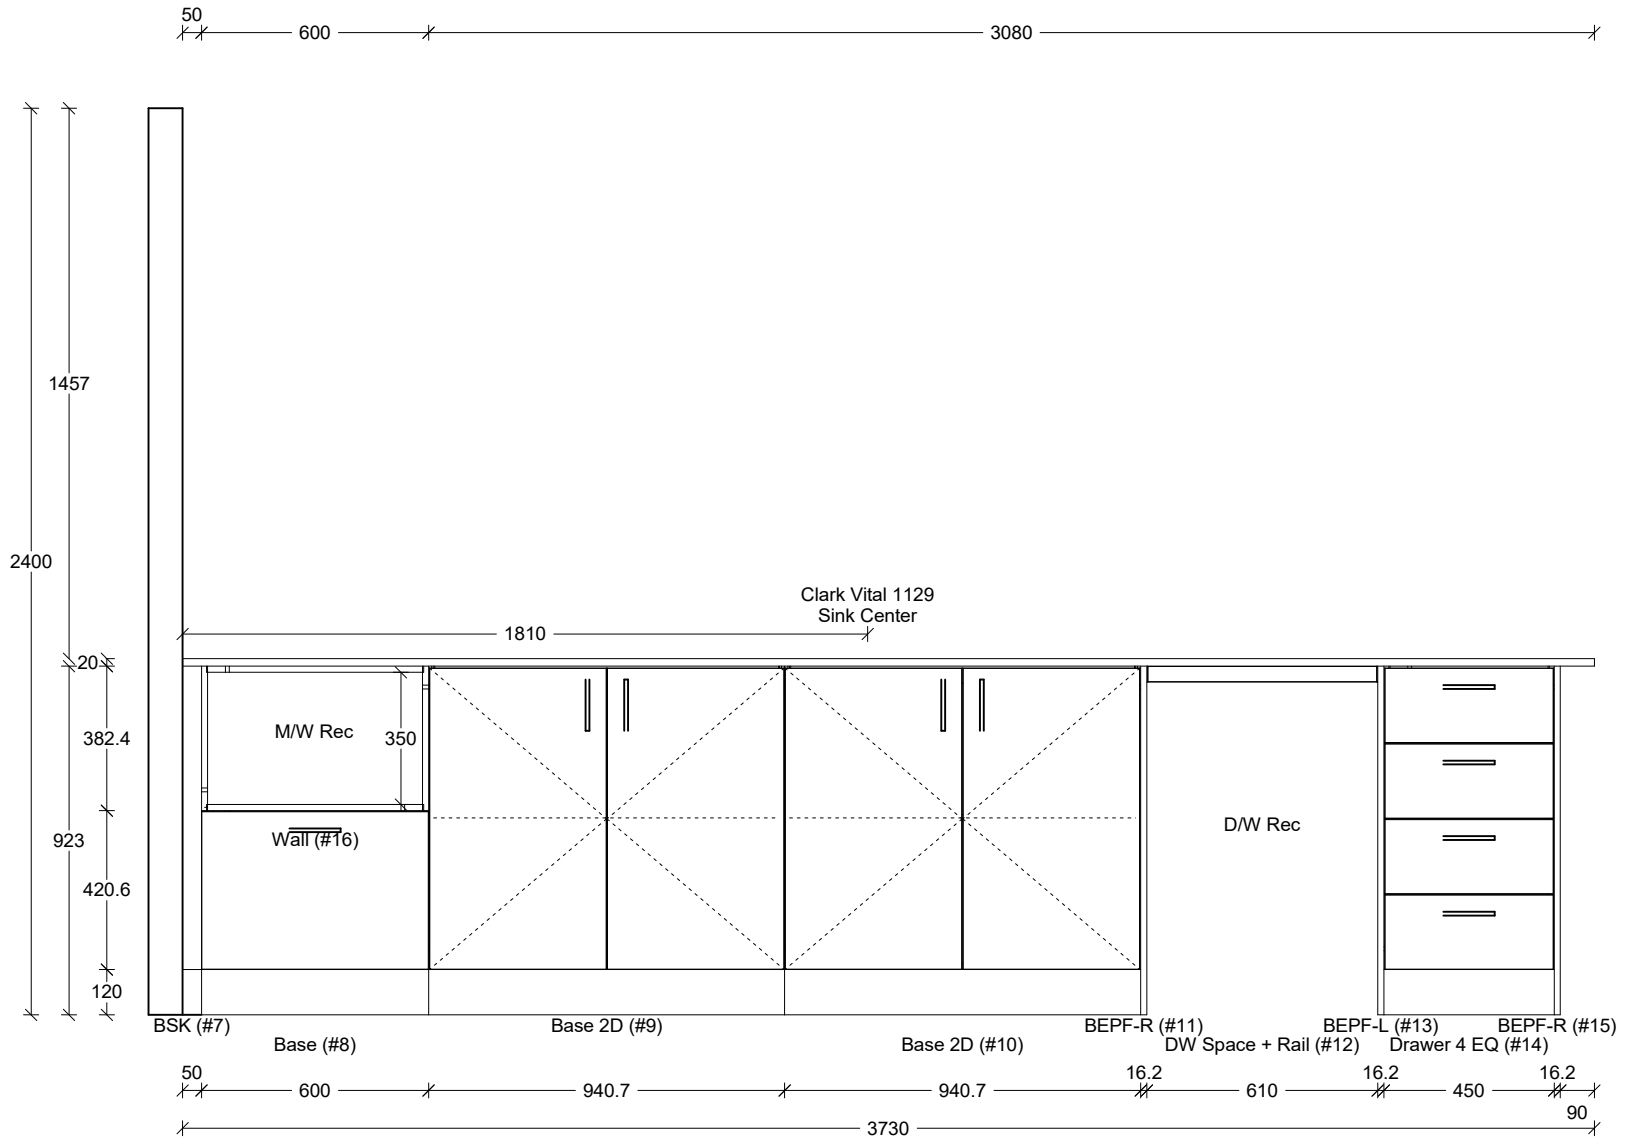 50
600
3080
1457
2400
Clark Vital 1129
Sink Center
1810
20
M/W Rec
350
382.4
D/W Rec
Wall (#16)
923
420.6
120
BSK (#7)
Base 2D (#9)
BEPF-R (#11)
BEPF-L (#13)
BEPF-R (#15)
Base (#8)
Base 2D (#10)
DW Space + Rail (#12)
Drawer 4 EQ (#14)
50
600
940.7
940.7
16.2
610
16.2
450
16.2
90
3730